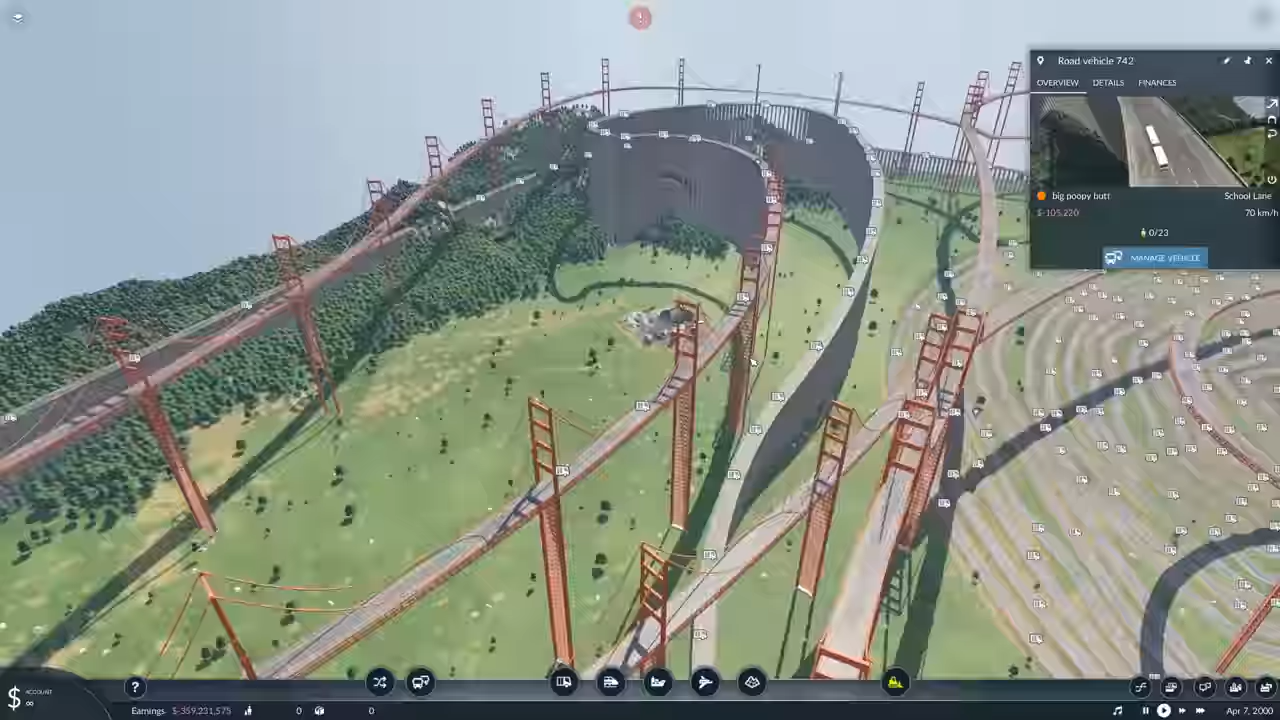 Road vehicle 742
OVERVIEW DETAILS FINANCES
big poopy butt School Lane
$-105,220 70 km/h
0/23
MANAGE VEHICLE
ACCOUNT
$ ∞
?
Earnings $-359,231,575 0 0
Apr 7, 2000